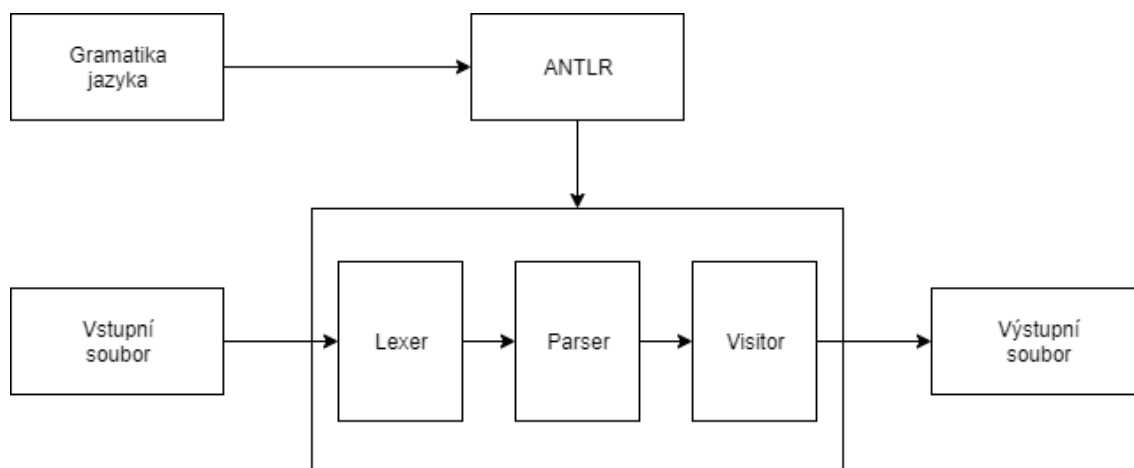 Gramatika
jazyka
ANTLR
Vstupní
soubor
Lexer
Parser
Visitor
Výstupní
soubor